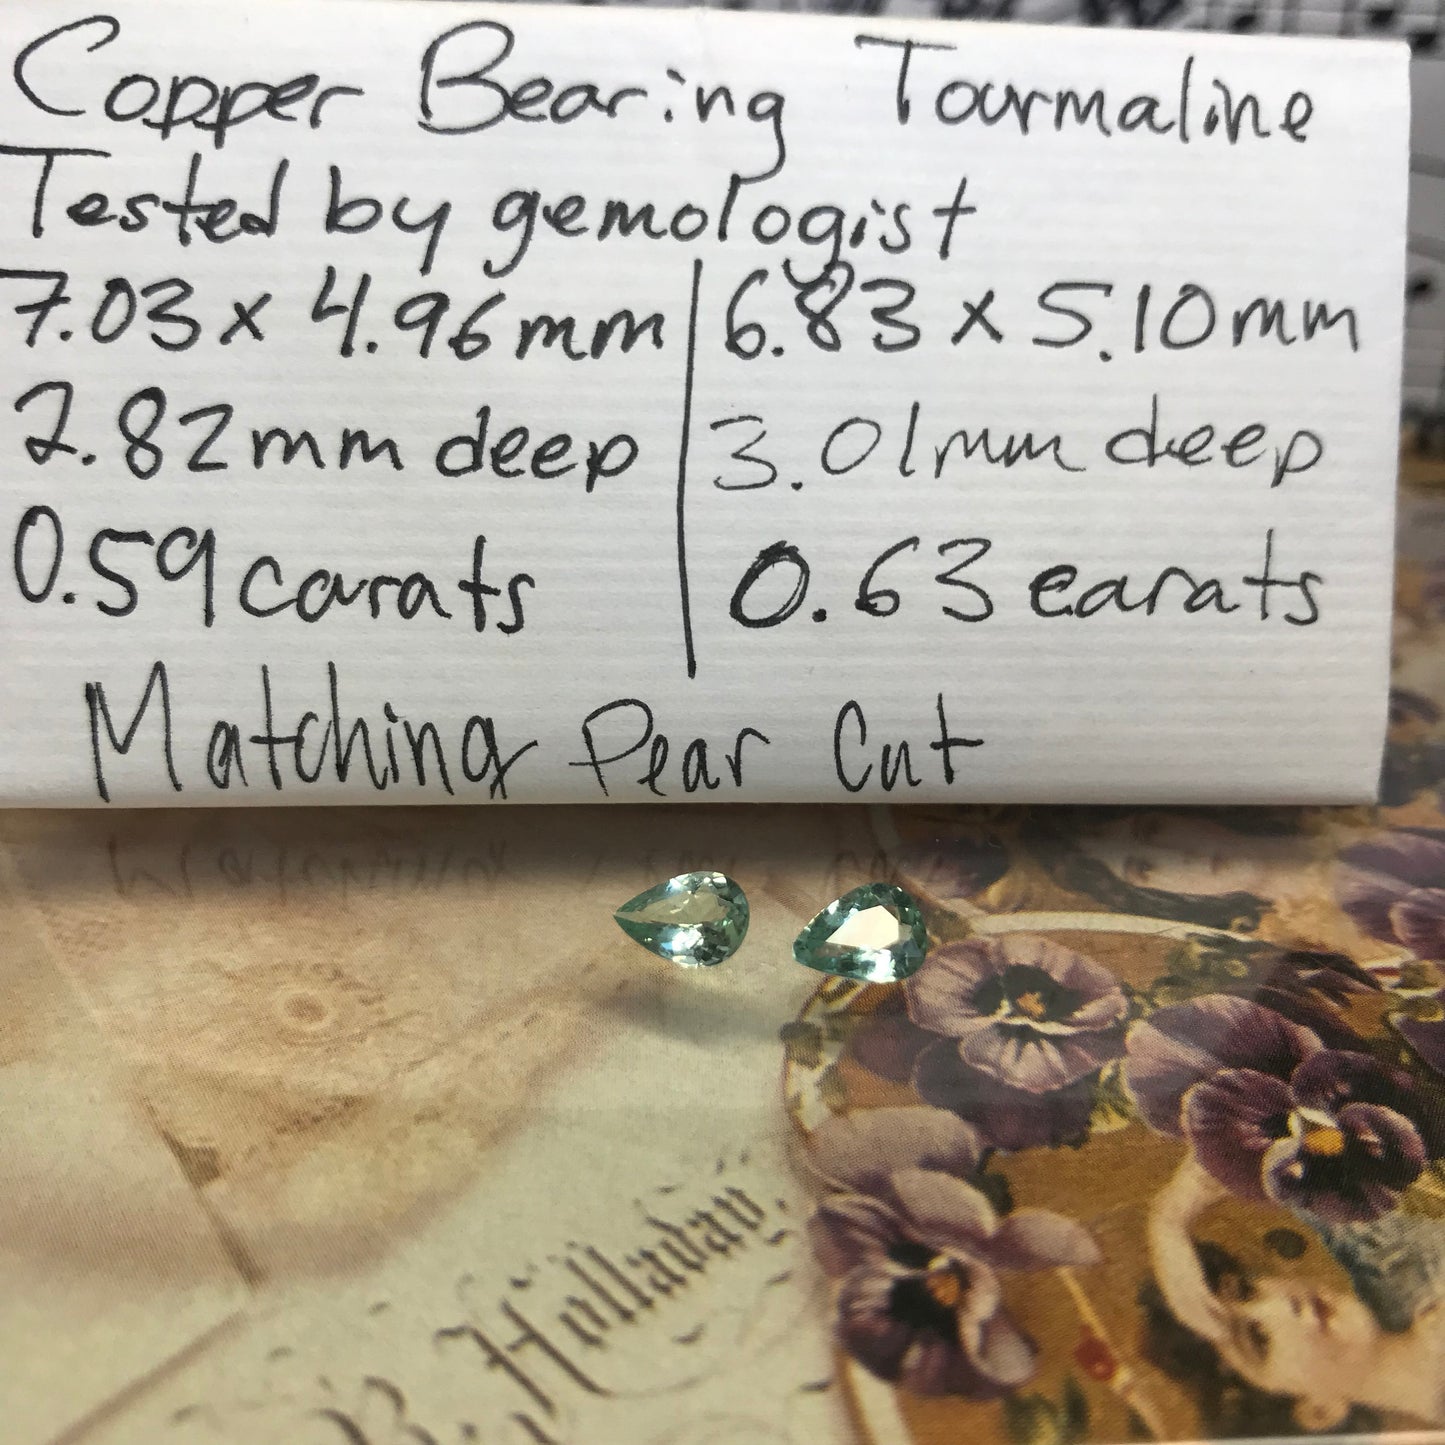 Copper Bearing Tourmaline
Tested by gemologist
7.03 x 4.96 mm | 6.83 x 5.10 mm
2.82 mm deep | 3.01 mm deep
0.59 carats | 0.63 carats
Matching Pear Cut
Holladay.